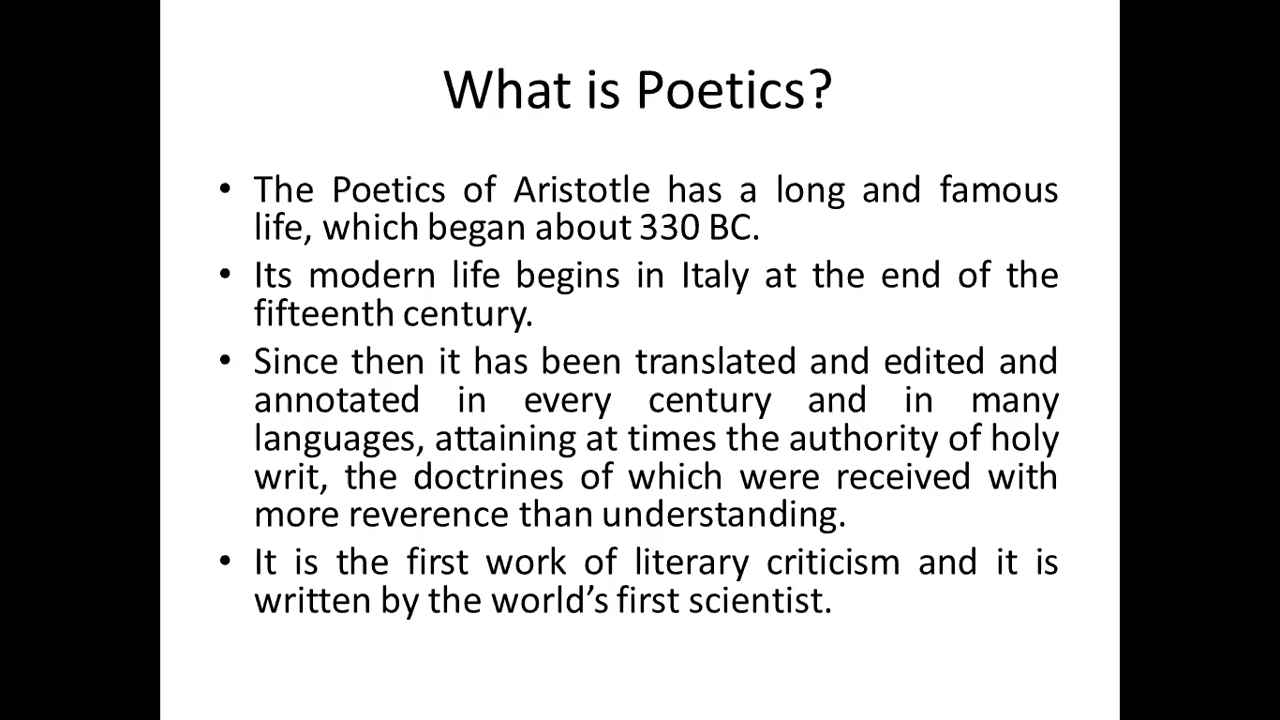 What is Poetics?
• The Poetics of Aristotle has a long and famous
life, which began about 330 BC.
• Its modern life begins in Italy at the end of the
fifteenth century.
• Since then it has been translated and edited and
annotated in every century and in many
languages, attaining at times the authority of holy
writ, the doctrines of which were received with
more reverence than understanding.
• It is the first work of literary criticism and it is
written by the world’s first scientist.